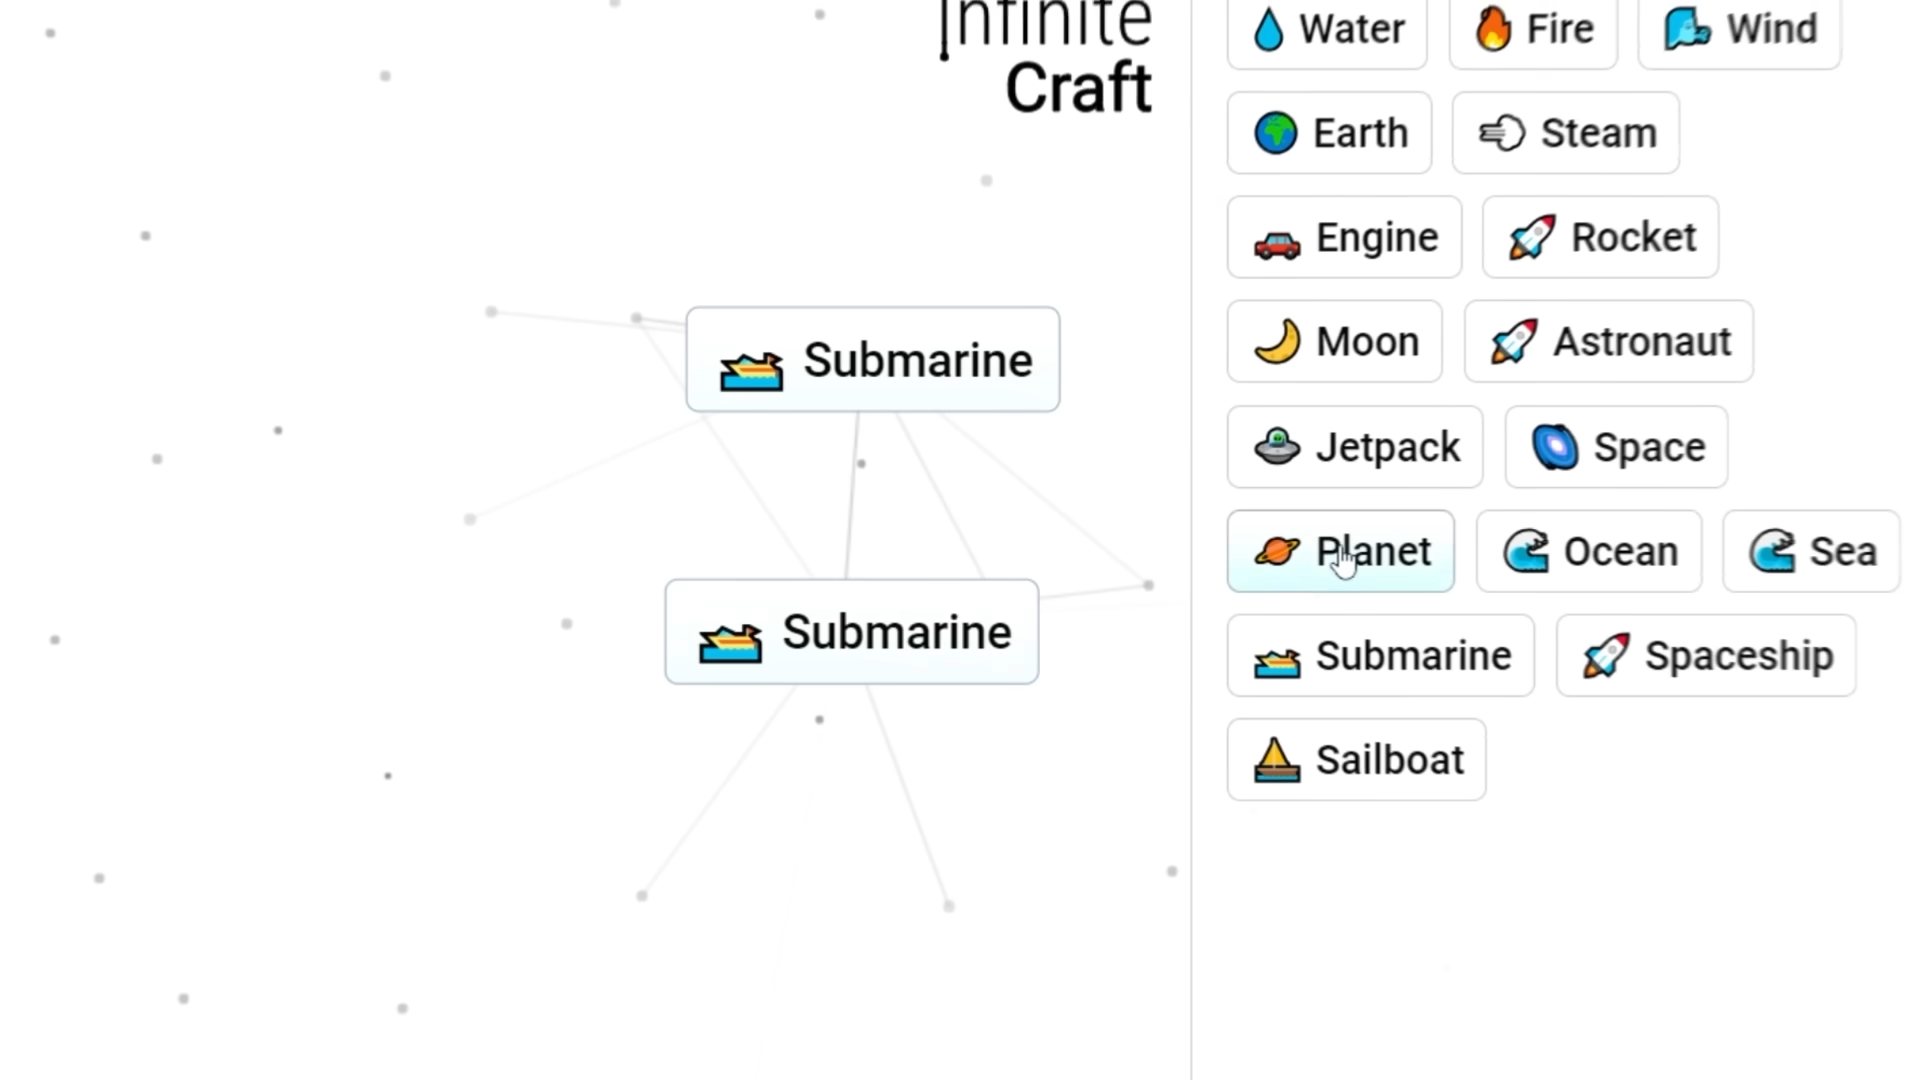 Infinite
Craft
Water Fire Wind
Earth Steam
Engine Rocket
Moon Astronaut
Jetpack Space
Planet Ocean Sea
Submarine Spaceship
Sailboat
Submarine
Submarine